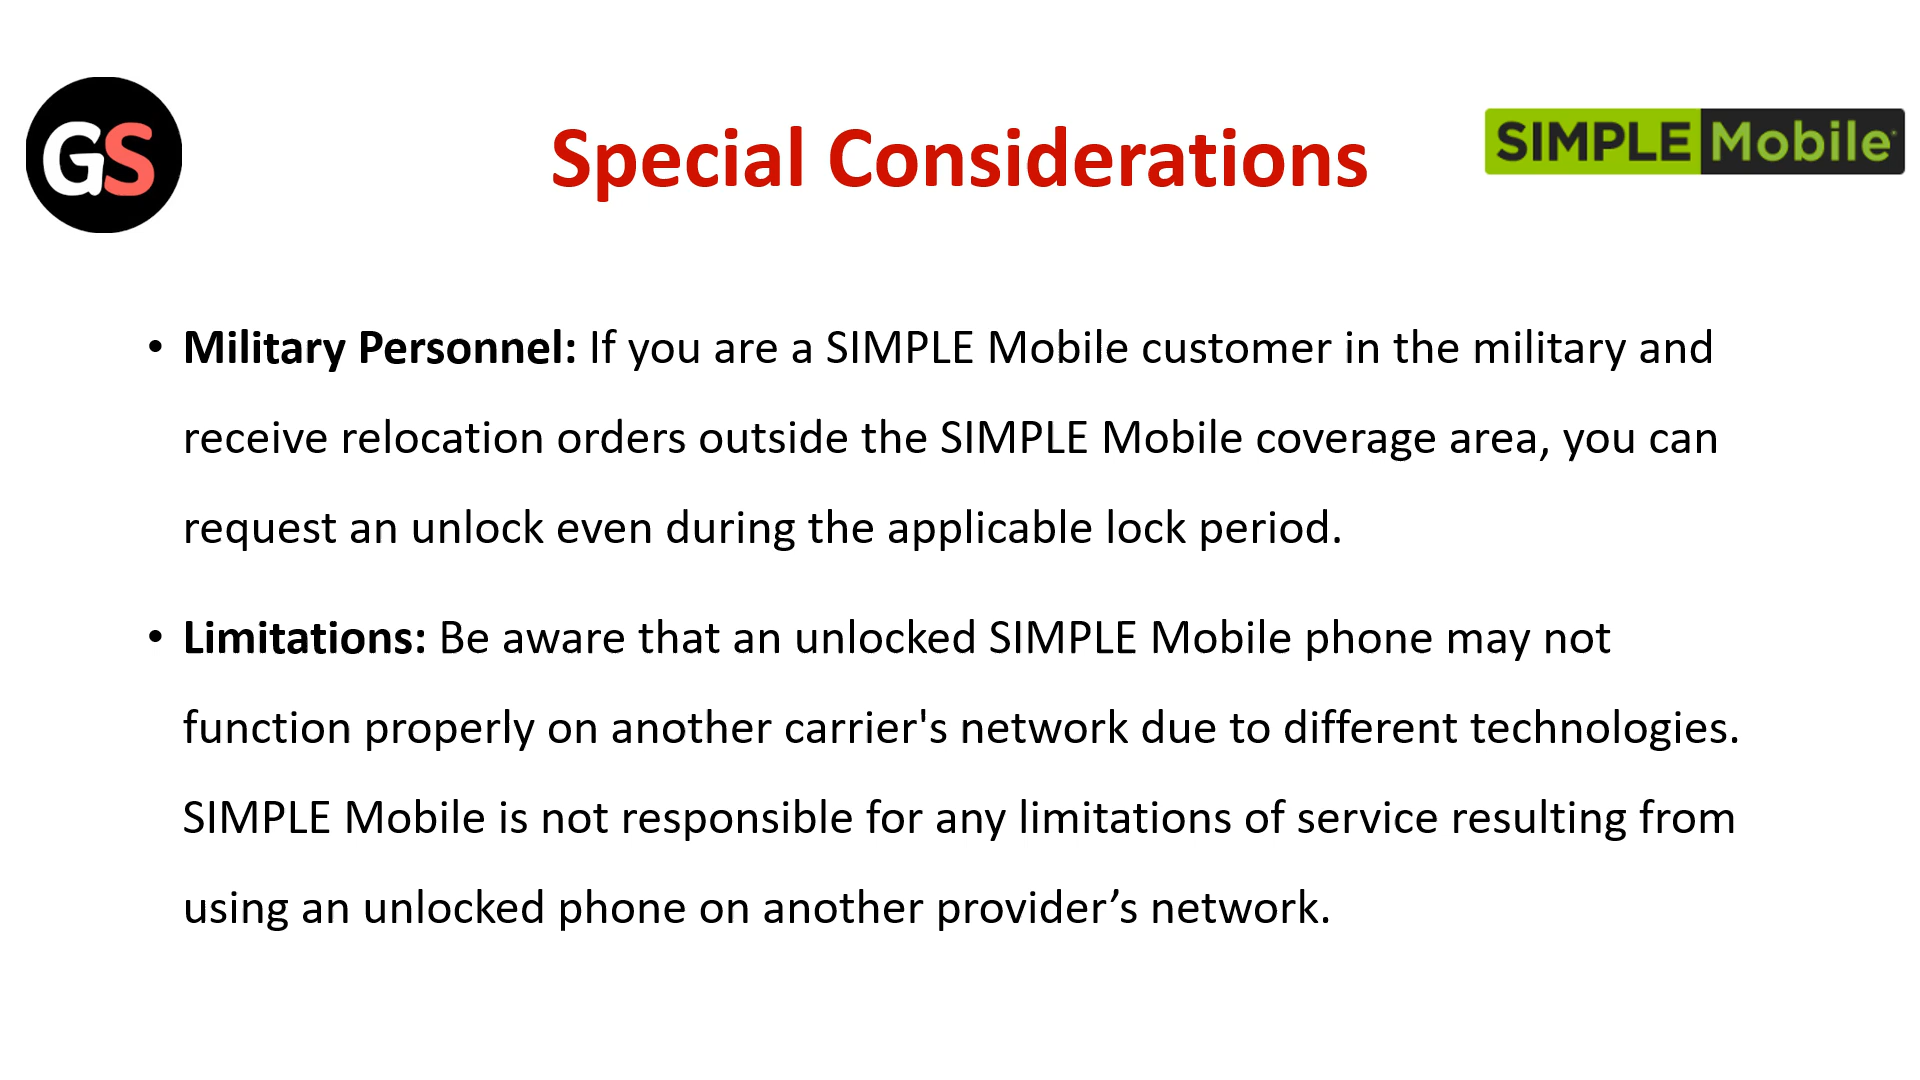 GS
Special Considerations
SIMPLE Mobile
• Military Personnel: If you are a SIMPLE Mobile customer in the military and
receive relocation orders outside the SIMPLE Mobile coverage area, you can
request an unlock even during the applicable lock period.
• Limitations: Be aware that an unlocked SIMPLE Mobile phone may not
function properly on another carrier's network due to different technologies.
SIMPLE Mobile is not responsible for any limitations of service resulting from
using an unlocked phone on another provider’s network.